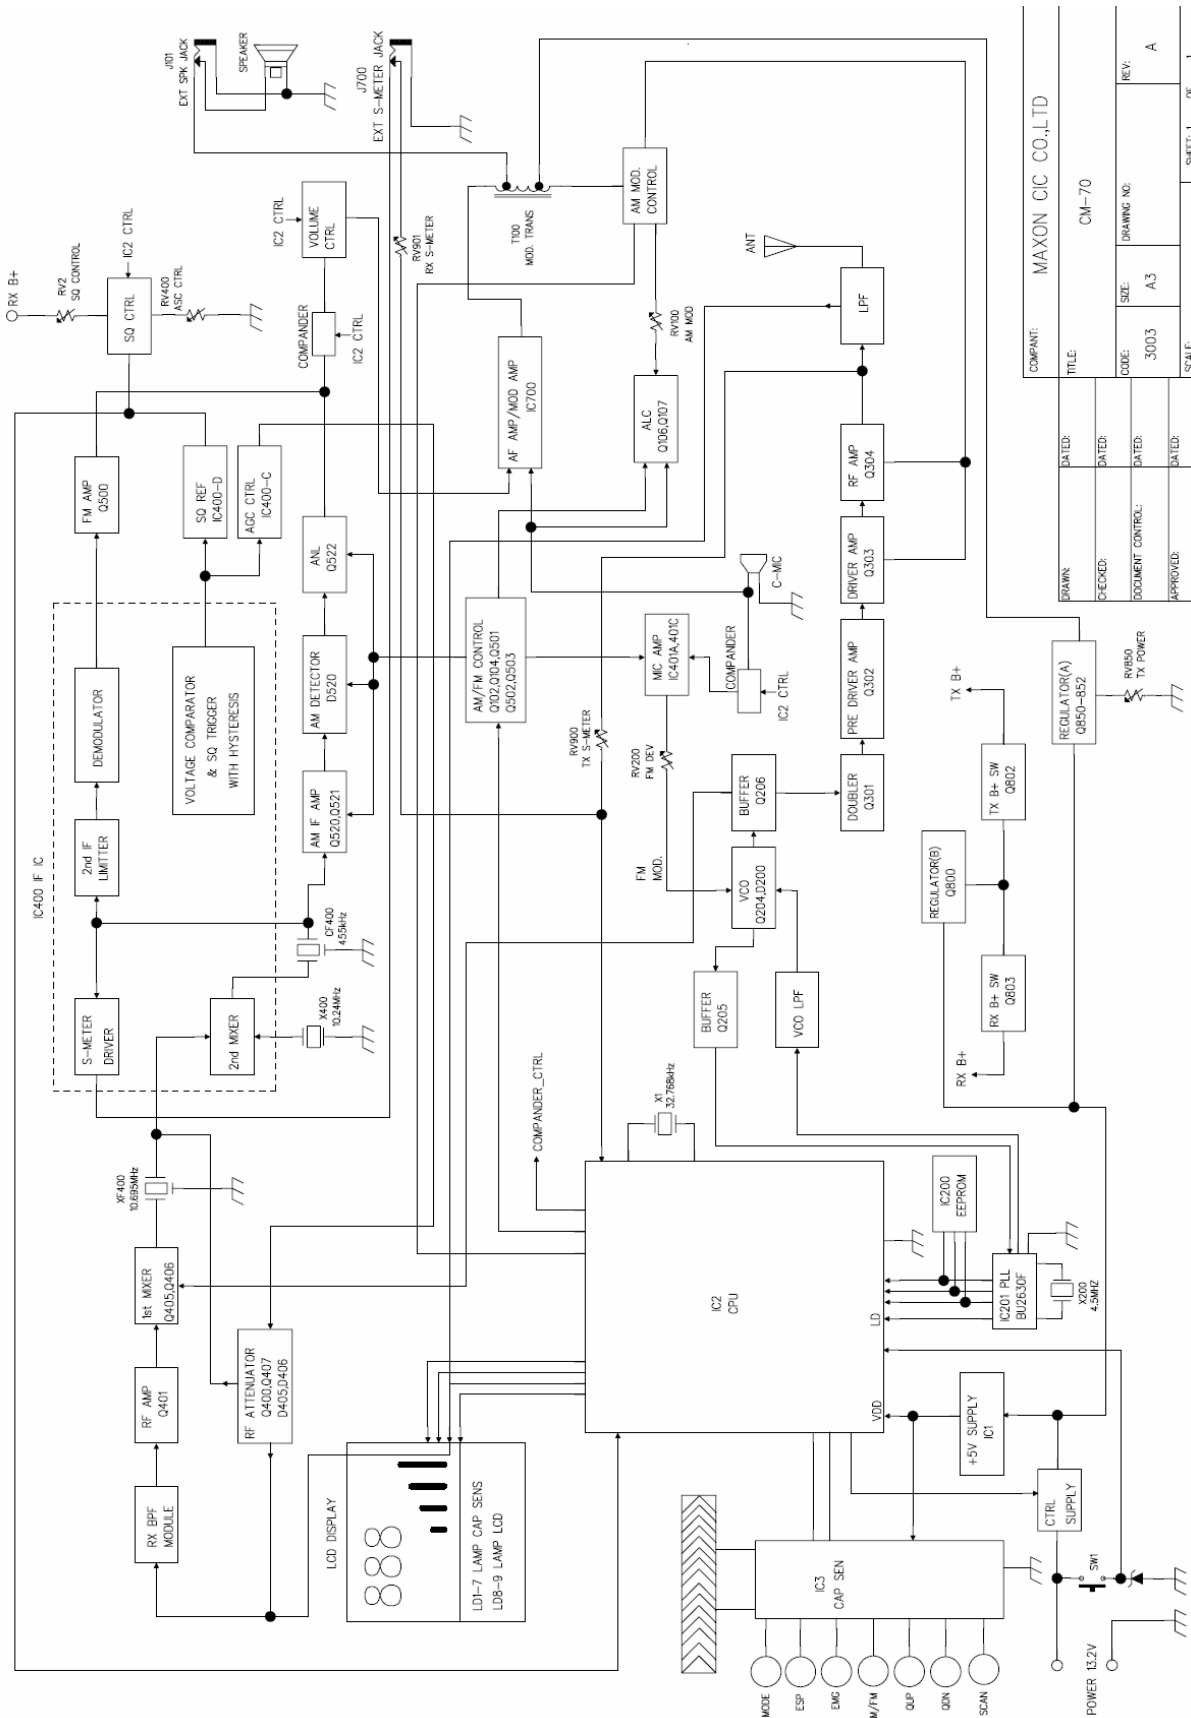 RX B+
RV2
SQ CONTROL
IC2 CTRL
SQ CTRL
RV400
ASC CTRL
J101
EXT SPK JACK
SPEAKER
J700
EXT S-METER JACK
IC2 CTRL
VOLUME
CTRL
COMPANDER
IC2 CTRL
RV901
RX S-METER
T100
MOD. TRANS
AM MOD.
CONTROL
ANT
LPF
RV100
AM MOD
FM AMP
Q500
SQ REF
IC400-D
AGC CTRL
IC400-C
ANL
Q522
AF AMP/MOD AMP
IC700
ALC
Q106,Q107
RF AMP
Q304
DRIVER AMP
Q303
PRE DRIVER AMP
Q302
DOUBLER
Q301
C-MIC
COMPANDER
IC2 CTRL
MIC AMP
IC401A,401C
IC400 IF IC
DEMODULATOR
2nd IF
LIMITTER
VOLTAGE COMPARATOR
& SQ TRIGGER
WITH HYSTERESS
S-METER
DRIVER
2nd MIXER
AM DETECTOR
D520
AM IF AMP
Q520,Q521
AM/FM CONTROL
Q102,Q104,Q501
Q502,Q503
CF400
455kHz
X400
10.24MHz
RV900
TX S-METER
RV200
FM DEV
FM
MOD.
BUFFER
Q206
VCO
Q204,D200
BUFFER
Q205
VCO LPF
REGULATOR(A)
Q850-852
RV850
TX POWER
TX B+
TX B+ SW
Q802
REGULATOR(B)
Q800
RX B+ SW
Q803
RX B+
XF400
10.695MHz
1st MIXER
Q405,Q406
RF AMP
Q401
RX BPF
MODULE
RF ATTENUATOR
Q400,Q407
D405,D406
COMPANDER_CTRL
X1
32.768kHz
IC2
CPU
LD
VDD
IC200
EEPROM
IC201 PLL
BU2630F
X200
4.5MHZ
+5V SUPPLY
IC1
CTRL
SUPPLY
SW1
POWER 13.2V
LCD DISPLAY
LD1-7 LAMP CAP SENS
LD8-9 LAMP LCD
IC3
CAP SEN
MODE
ESP
EMG
M/FM
QUP
QDN
SCAN
COMPANT:
MAXON CIC CO.,LTD
TITLE:
CM-70
CODE:
3003
SIZE:
A3
DRAWING NO:
REV:
A
SCALE:
SHEET: 1 OF 1
DRAWN:
DATED:
CHECKED:
DATED:
DOCUMENT CONTROL:
DATED:
APPROVED:
DATED: